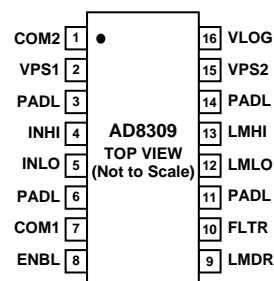 COM2 1 16 VLOG
VPS1 2 15 VPS2
PADL 3 14 PADL
INHI 4 AD8309 13 LMHI
TOP VIEW
INLO 5 (Not to Scale) 12 LMLO
PADL 6 11 PADL
COM1 7 10 FLTR
ENBL 8 9 LMDR